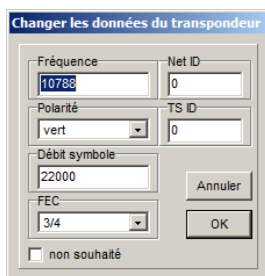 Changer les données du transpondeur
Fréquence
10788
Net ID
0
Polarité
vert
TS ID
0
Débit symbole
22000
Annuler
FEC
3/4
OK
non souhaité